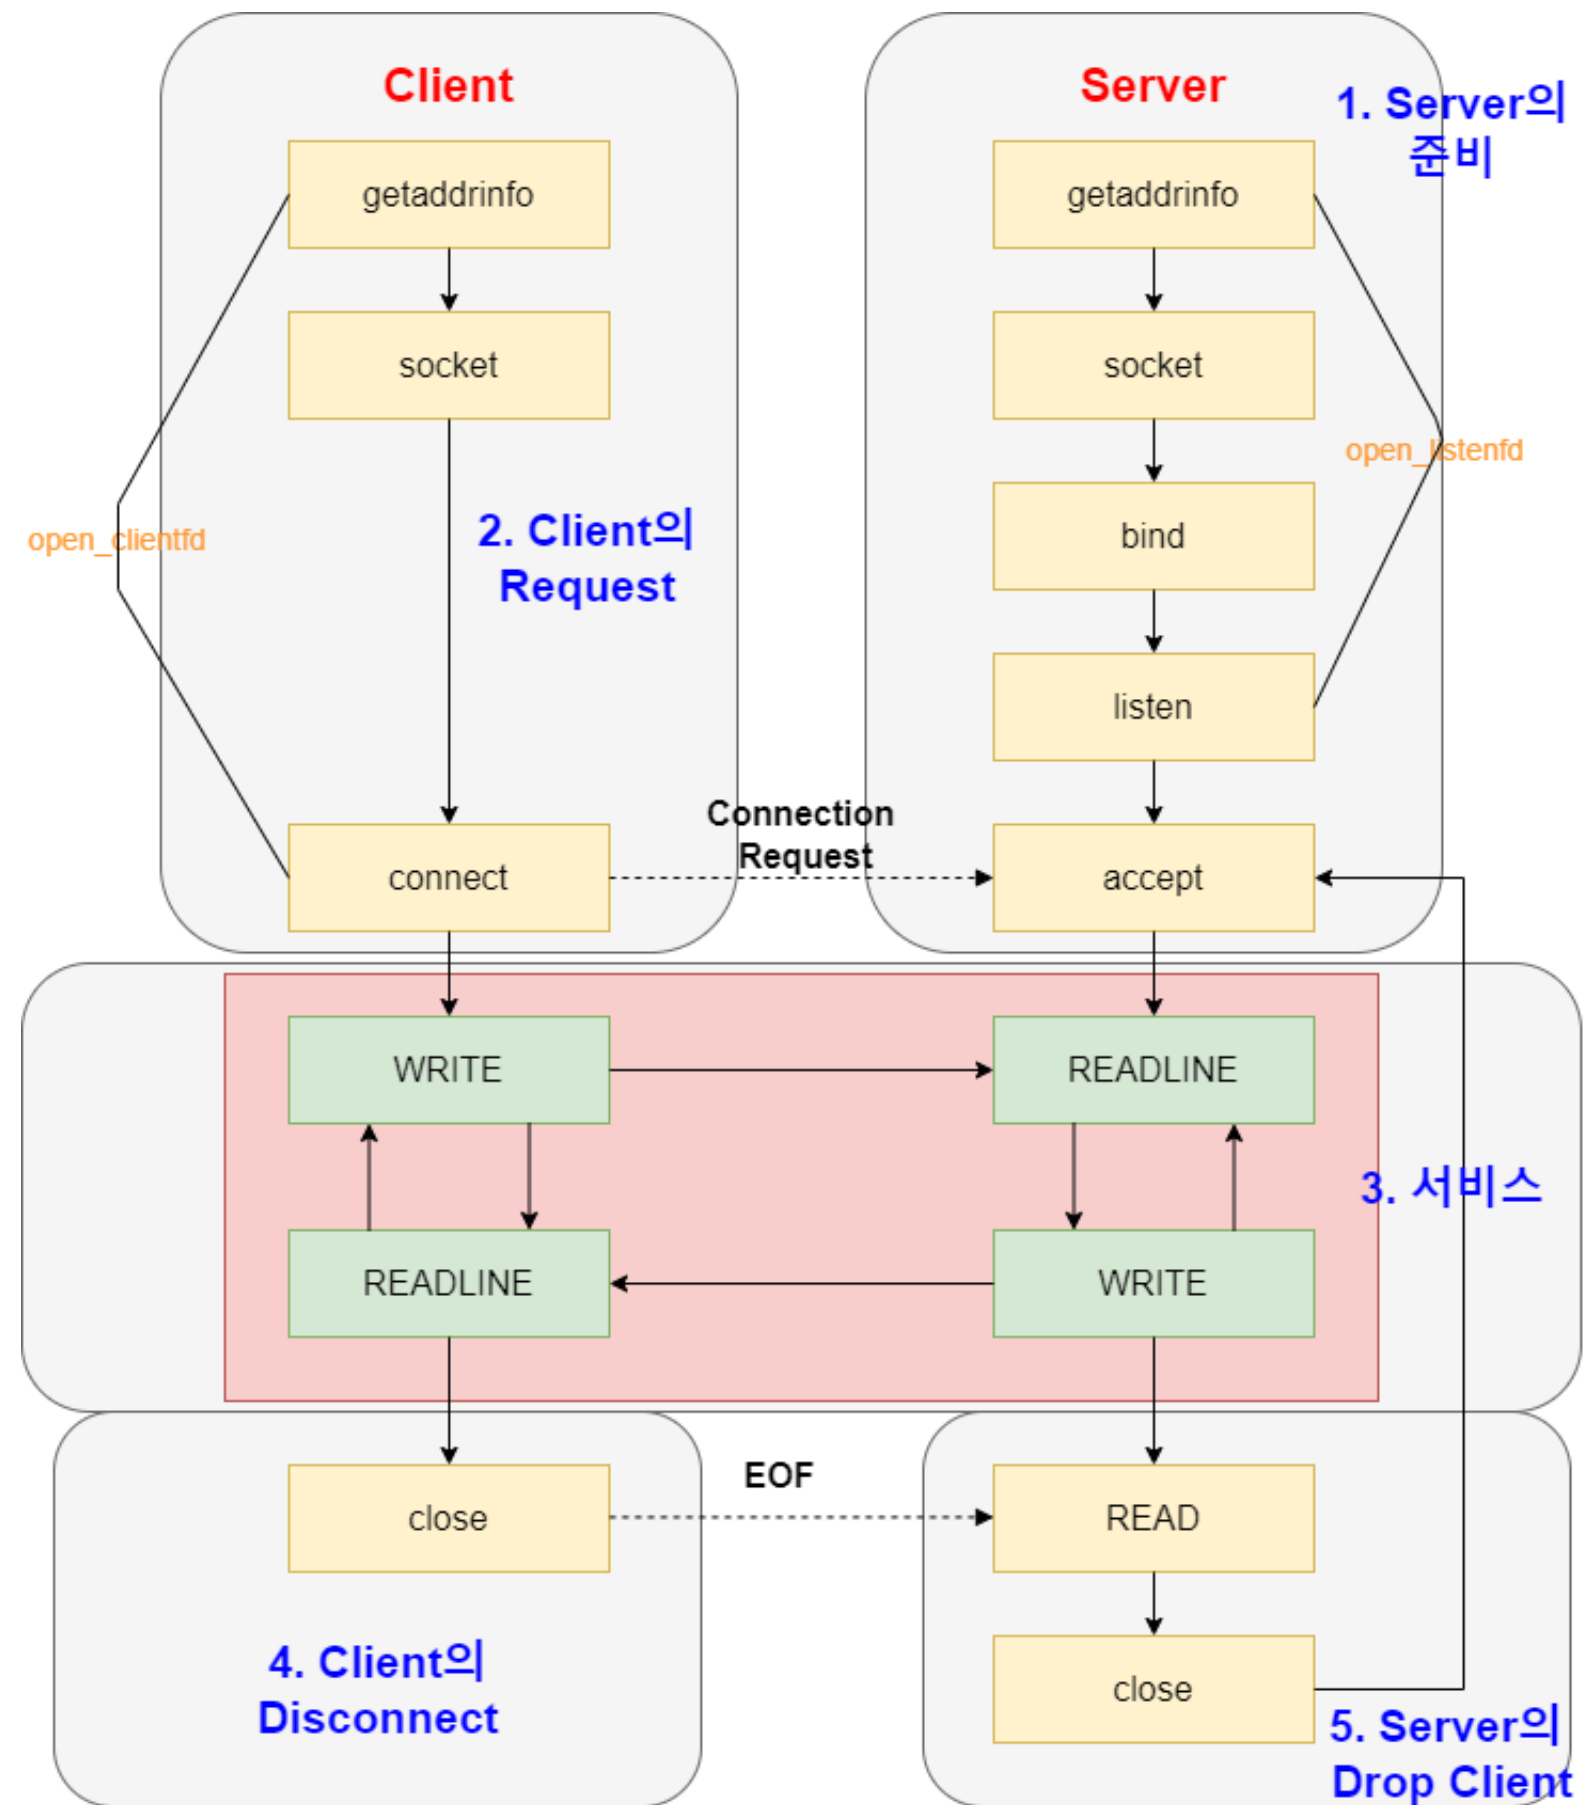 Client
Server
1. Server의
준비
getaddrinfo
getaddrinfo
socket
socket
open_listenfd
2. Client의
Request
open_clientfd
bind
listen
Connection
Request
connect
accept
WRITE
READLINE
3. 서비스
READLINE
WRITE
EOF
close
READ
4. Client의
Disconnect
close
5. Server의
Drop Client